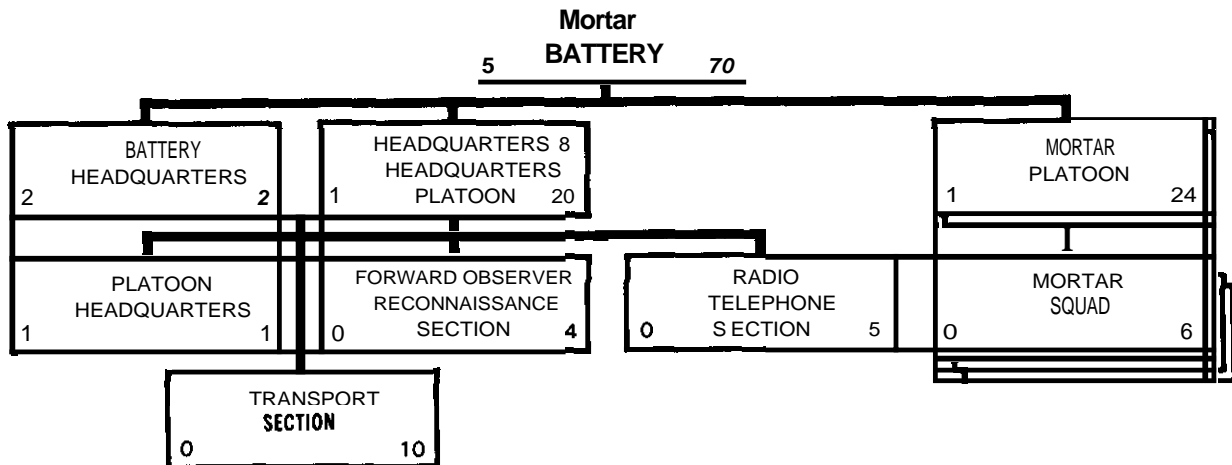 Mortar
BATTERY
5 70
BATTERY
HEADQUARTERS
2 2
HEADQUARTERS 8
HEADQUARTERS
PLATOON
1 20
MORTAR
PLATOON
1 24
PLATOON
HEADQUARTERS
1 1
FORWARD OBSERVER
RECONNAISSANCE
SECTION
0 4
RADIO
TELEPHONE
SECTION
0 5
MORTAR
SQUAD
0 6
TRANSPORT
SECTION
0 10